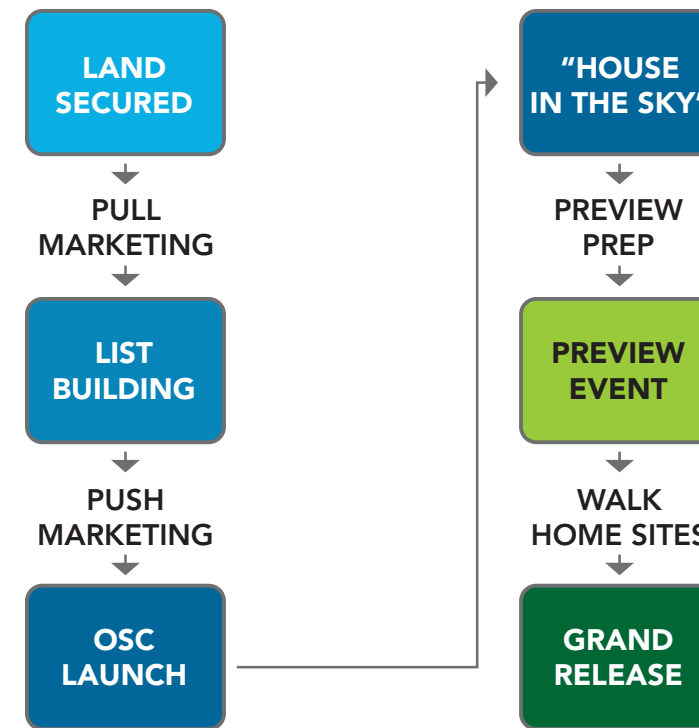 LAND
SECURED
PULL
MARKETING
LIST
BUILDING
PUSH
MARKETING
OSC
LAUNCH
“HOUSE
IN THE SKY”
PREVIEW
PREP
PREVIEW
EVENT
WALK
HOME SITES
GRAND
RELEASE